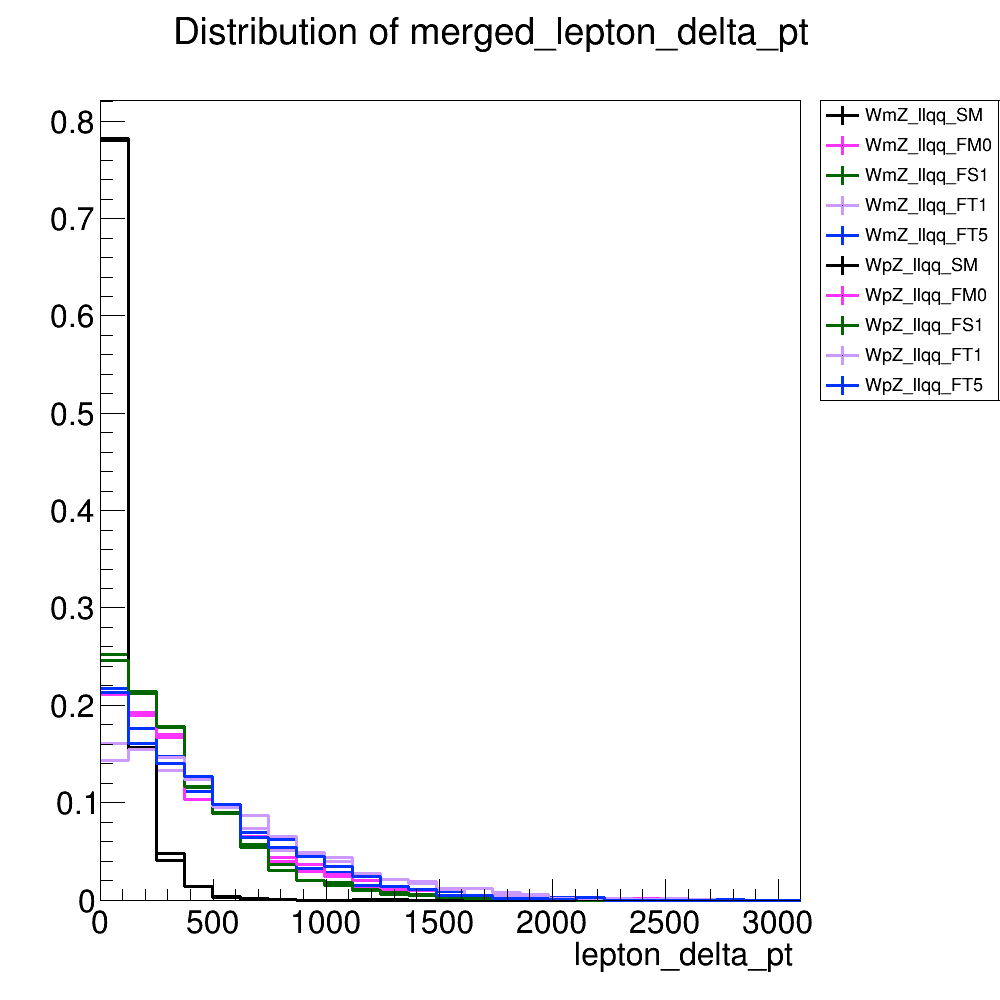 Distribution of merged_lepton_delta_pt
0.8
0.7
0.6
0.5
0.4
0.3
0.2
0.1
0
0 500 1000 1500 2000 2500 3000
lepton_delta_pt
WmZ_llqq_SM
WmZ_llqq_FM0
WmZ_llqq_FS1
WmZ_llqq_FT1
WmZ_llqq_FT5
WpZ_llqq_SM
WpZ_llqq_FM0
WpZ_llqq_FS1
WpZ_llqq_FT1
WpZ_llqq_FT5